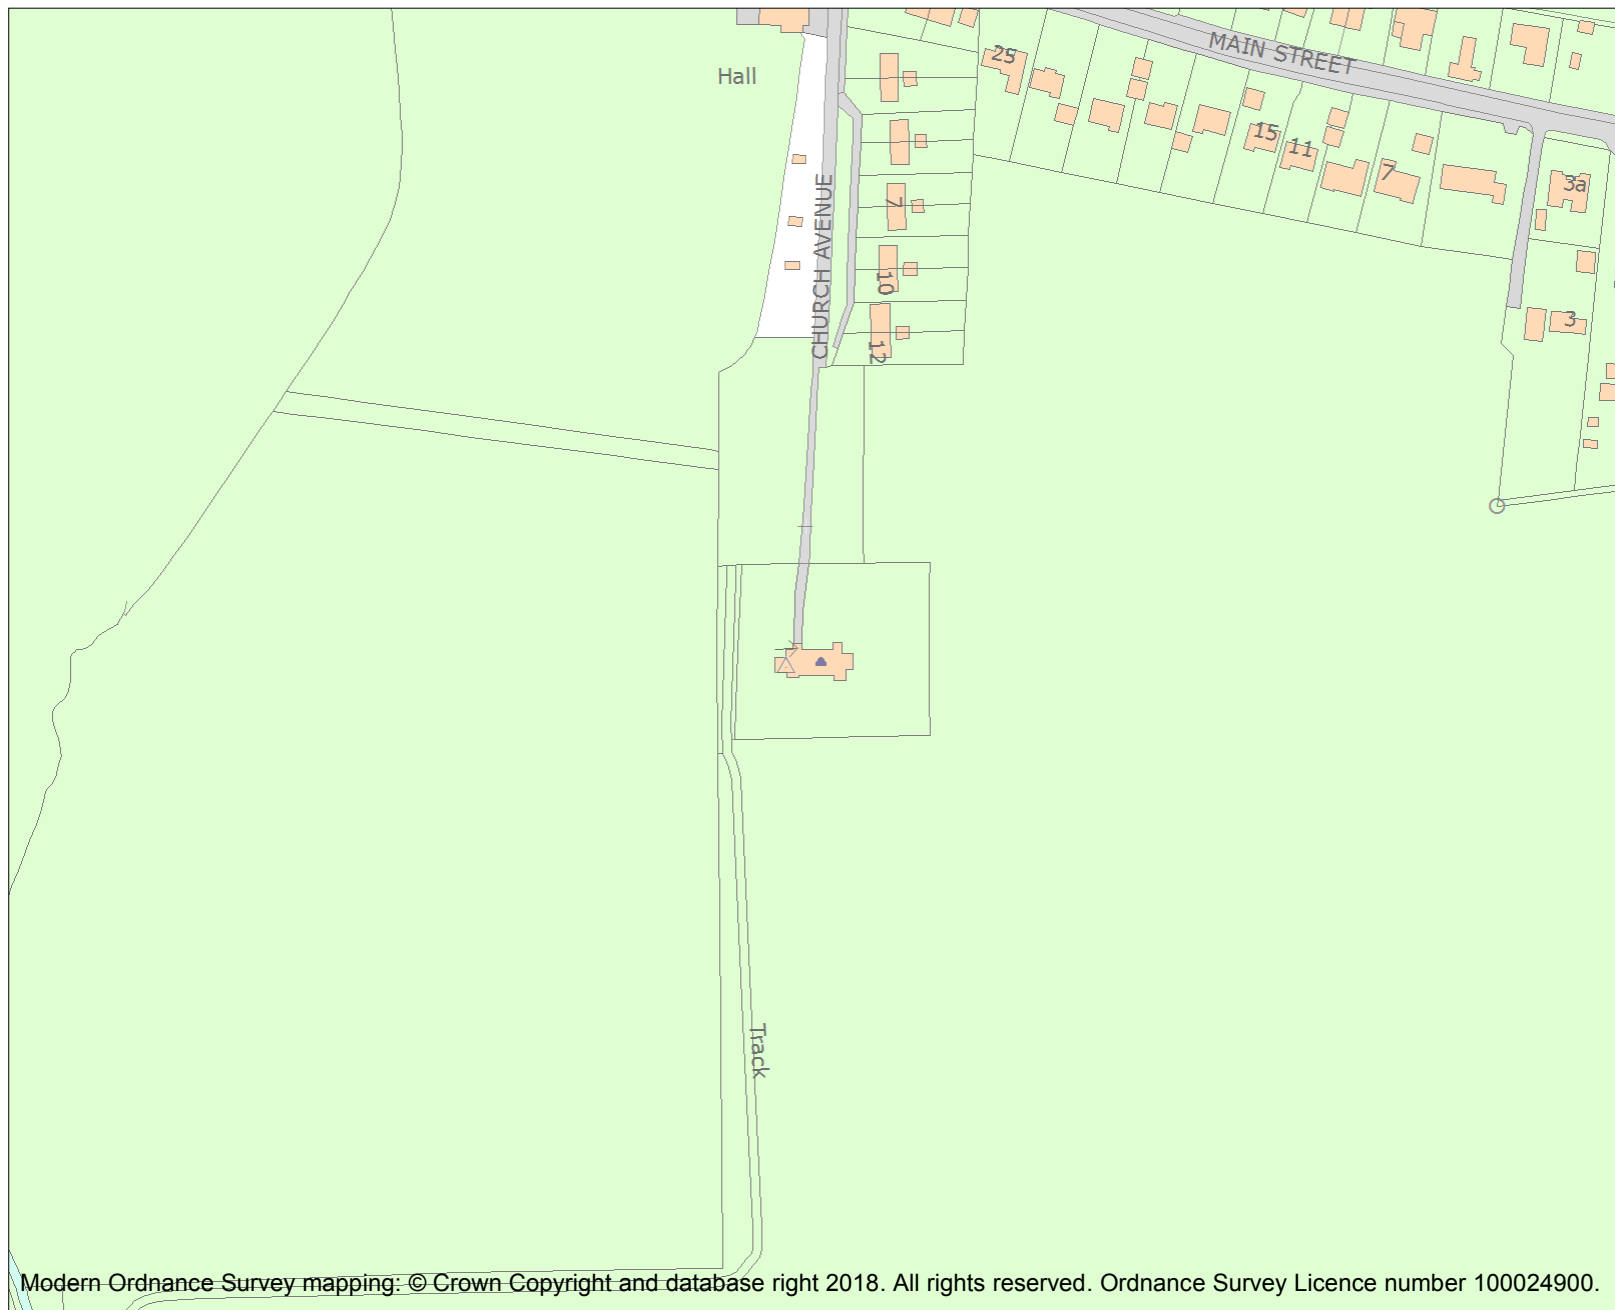 Hall
25
MAIN STREET
15
11
7
3a
CHURCH AVENUE
7
10
12
3
Track
Modern Ordnance Survey mapping: © Crown Copyright and database right 2018. All rights reserved. Ordnance Survey Licence number 100024900.